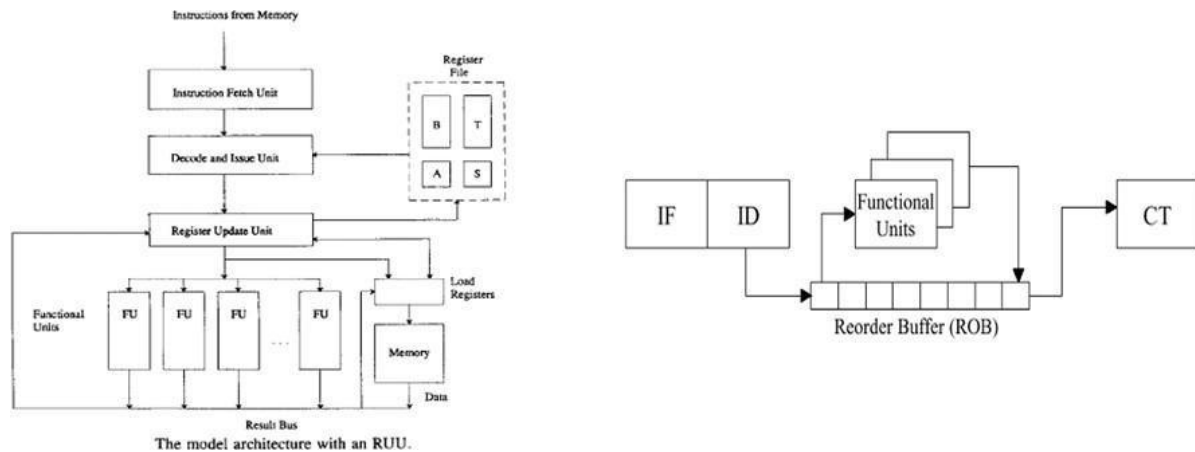 Instructions from Memory
Register
File
Instruction Fetch Unit
B
T
Decode and Issue Unit
A
S
Register Update Unit
Load
Registers
Functional
Units
FU
FU
FU
FU
...
Memory
Data
Result Bus
The model architecture with an RUU.
IF
ID
Functional
Units
CT
Reorder Buffer (ROB)